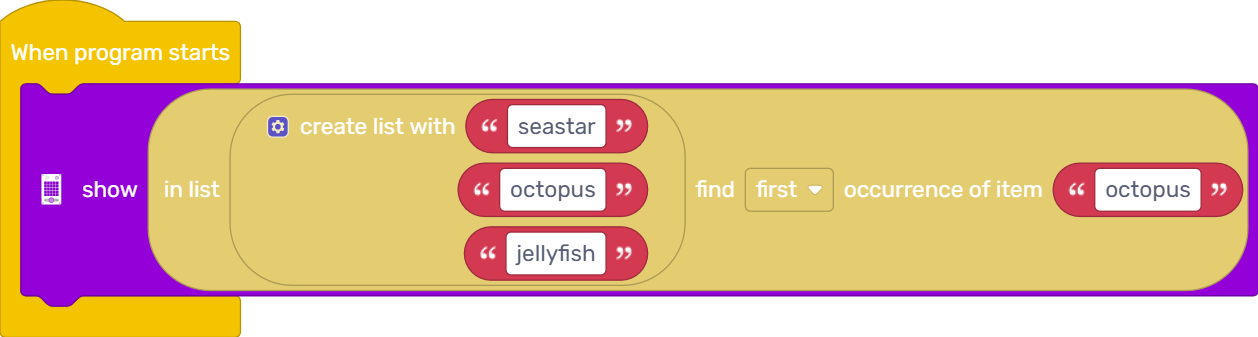 When program starts
create list with “ seastar ”
show in list “ octopus ” find first occurrence of item “ octopus ”
“ jellyfish ”